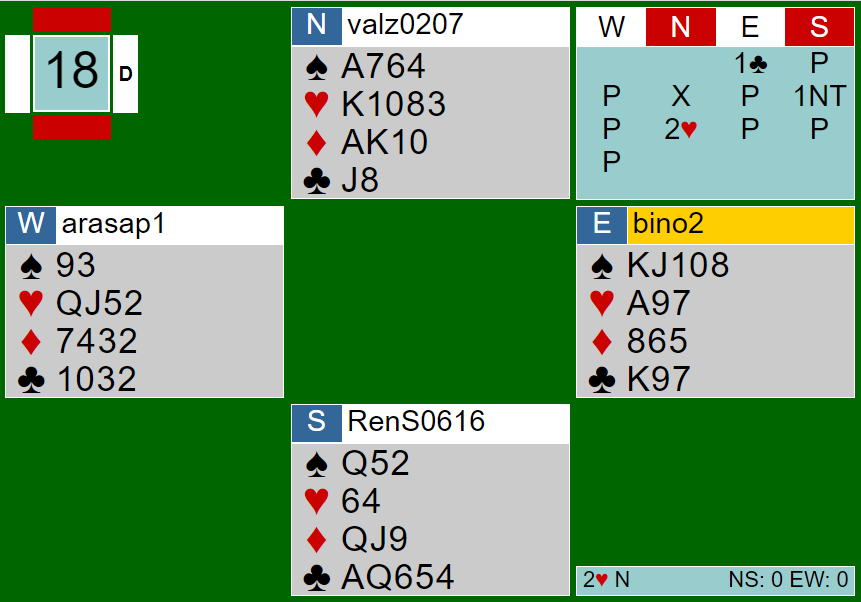 18
D
N valz0207
♠ A764
♥ K1083
♦ AK10
♣ J8
W N E S
1♣ P
P X P 1NT
P 2♥ P P
P
W arasap1
♠ 93
♥ QJ52
♦ 7432
♣ 1032
E bino2
♠ KJ108
♥ A97
♦ 865
♣ K97
S RenS0616
♠ Q52
♥ 64
♦ QJ9
♣ AQ654
2♥ N NS: 0 EW: 0